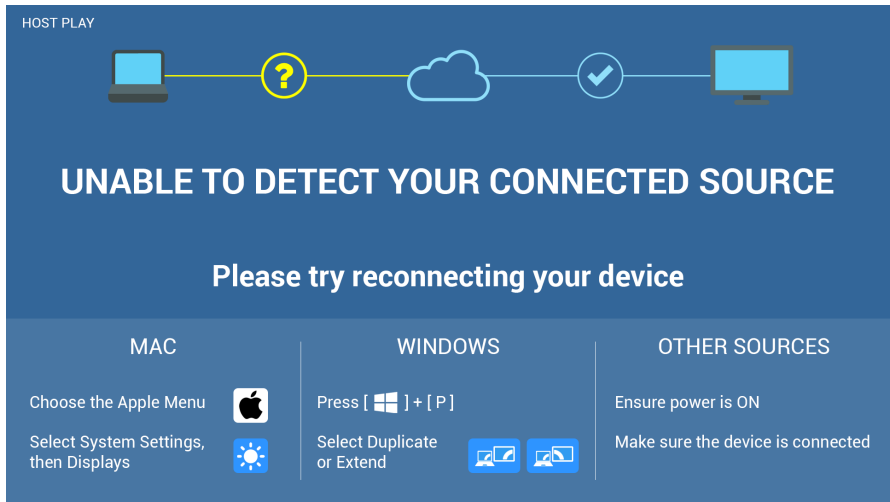 HOST PLAY
?
UNABLE TO DETECT YOUR CONNECTED SOURCE
Please try reconnecting your device
MAC
Choose the Apple Menu
Select System Settings,
then Displays
WINDOWS
Press [ ] + [ P ]
Select Duplicate
or Extend
OTHER SOURCES
Ensure power is ON
Make sure the device is connected